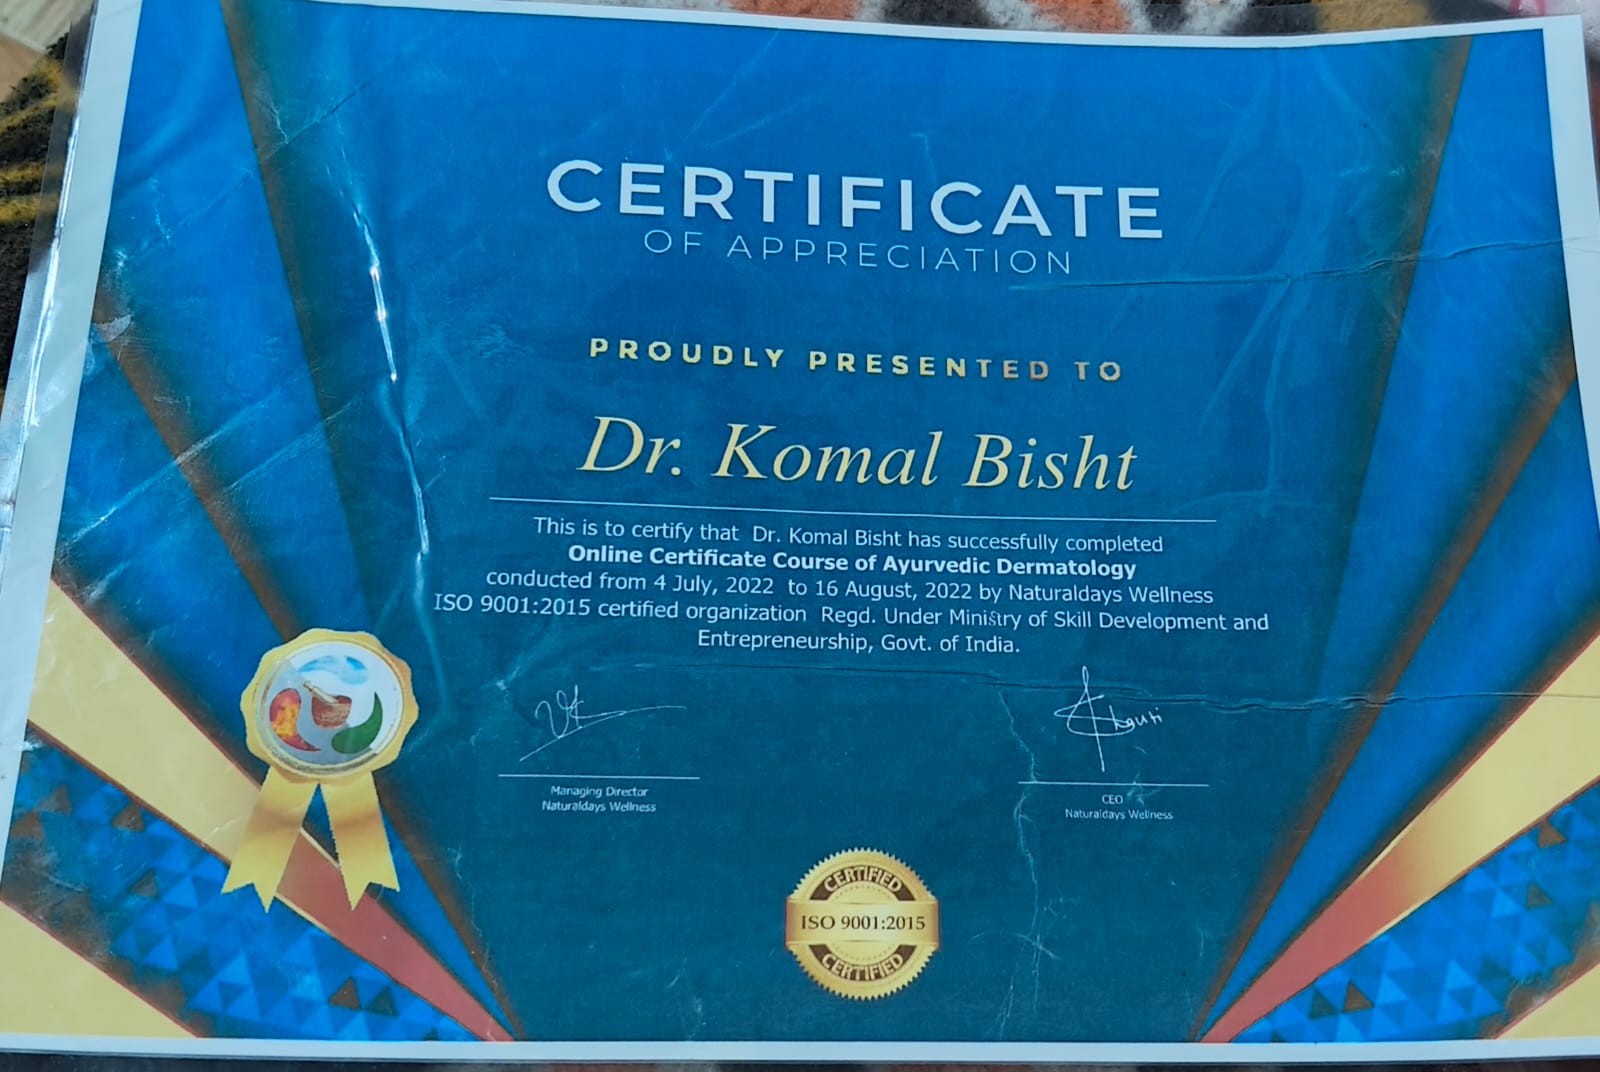 CERTIFICATE
OF APPRECIATION
PROUDLY PRESENTED TO
Dr. Komal Bisht
This is to certify that Dr. Komal Bisht has successfully completed
Online Certificate Course of Ayurvedic Dermatology
conducted from 4 July, 2022 to 16 August, 2022 by Naturaldays Wellness
ISO 9001:2015 certified organization Regd. Under Ministry of Skill Development and
Entrepreneurship, Govt. of India.
Managing Director
Naturaldays Wellness
CEO
Naturaldays Wellness
CERTIFIED
ISO 9001:2015
CERTIFIED